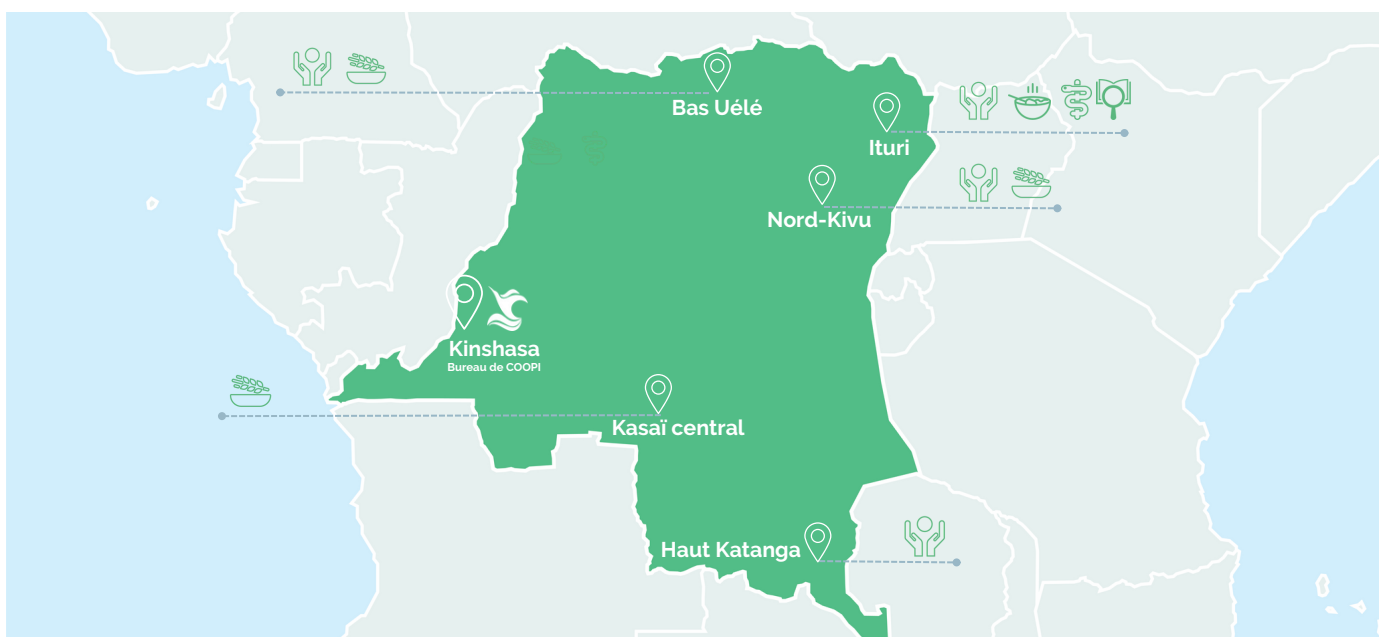 Bas Uélé
Ituri
Nord-Kivu
Kinshasa
Bureau de COOPI
Kasaï central
Haut Katanga